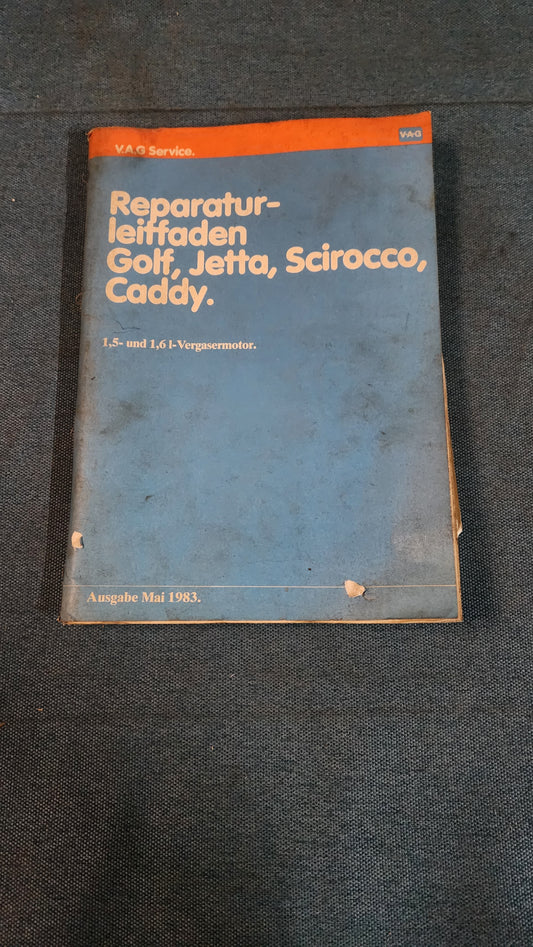 V.A.G Service.
V·A·G
Reparatur-
leitfaden
Golf, Jetta, Scirocco,
Caddy.
1,5- und 1,6 l-Vergasermotor.
Ausgabe Mai 1983.